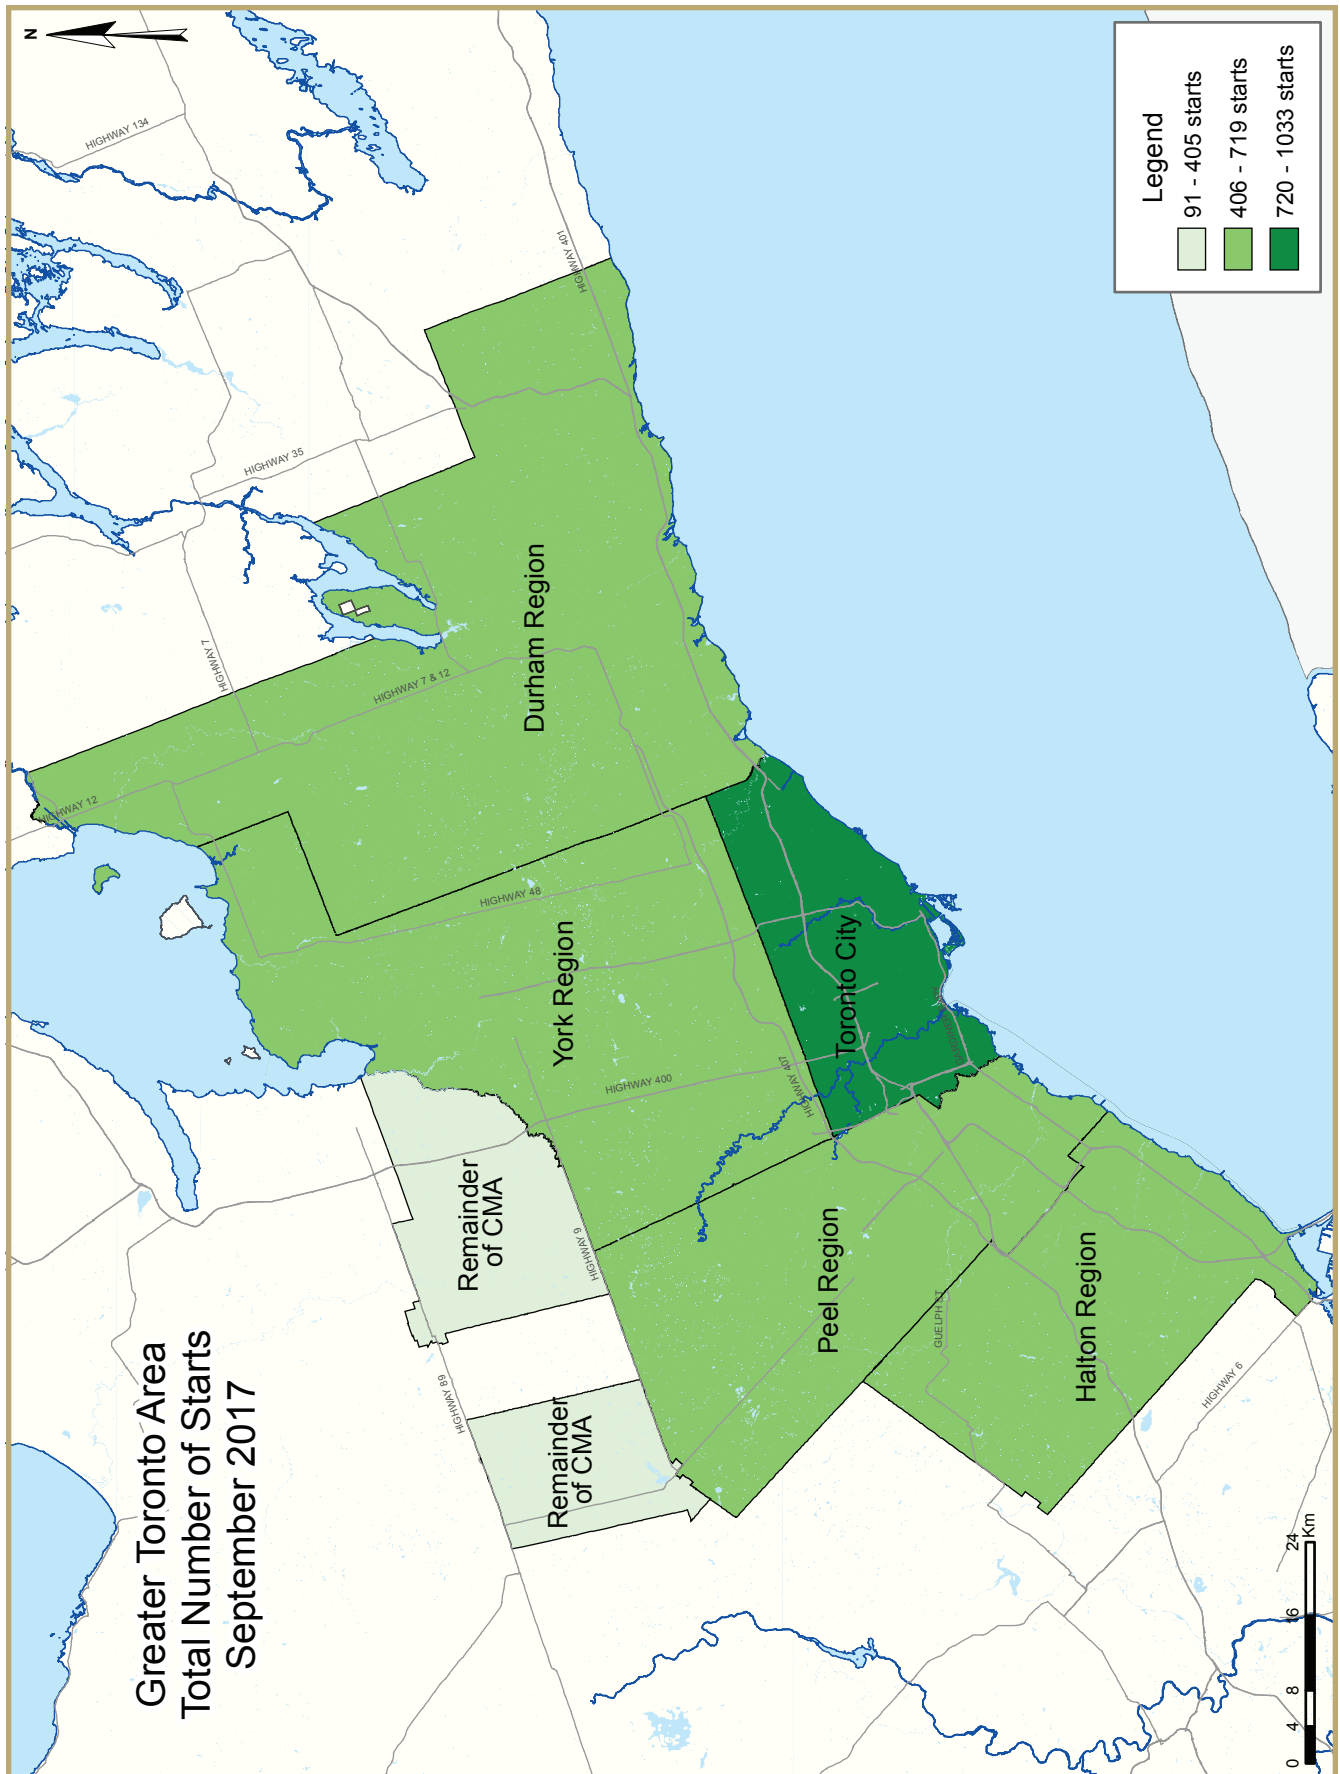 Greater Toronto Area
Total Number of Starts
September 2017
N
HIGHWAY 134
HIGHWAY 401
HIGHWAY 35
HIGHWAY 7
HIGHWAY 7 & 12
HIGHWAY 12
Durham Region
HIGHWAY 48
York Region
HIGHWAY 400
HIGHWAY 407
Toronto City
Remainder
of CMA
HIGHWAY 9
HIGHWAY 89
Remainder
of CMA
Peel Region
GUELPH ST
Halton Region
HIGHWAY 6
Legend
91 - 405 starts
406 - 719 starts
720 - 1033 starts
0 4 8 16 24
Km